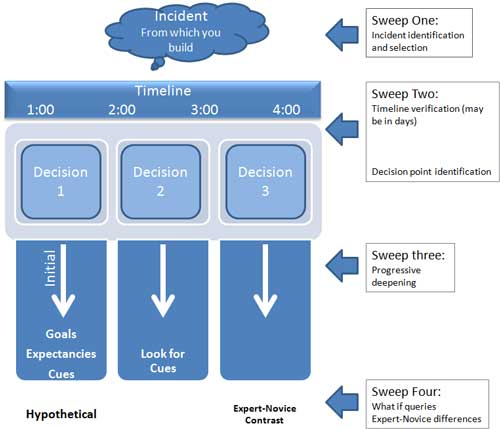 Incident
From which you
build
Sweep One:
Incident identification
and selection
Timeline
1:00 2:00 3:00 4:00
Sweep Two:
Timeline verification (may
be in days)
Decision point identification
Decision
1
Decision
2
Decision
3
Initial
Goals
Expectancies
Cues
Look for
Cues
Sweep three:
Progressive
deepening
Hypothetical
Expert-Novice
Contrast
Sweep Four:
What if queries
Expert-Novice differences